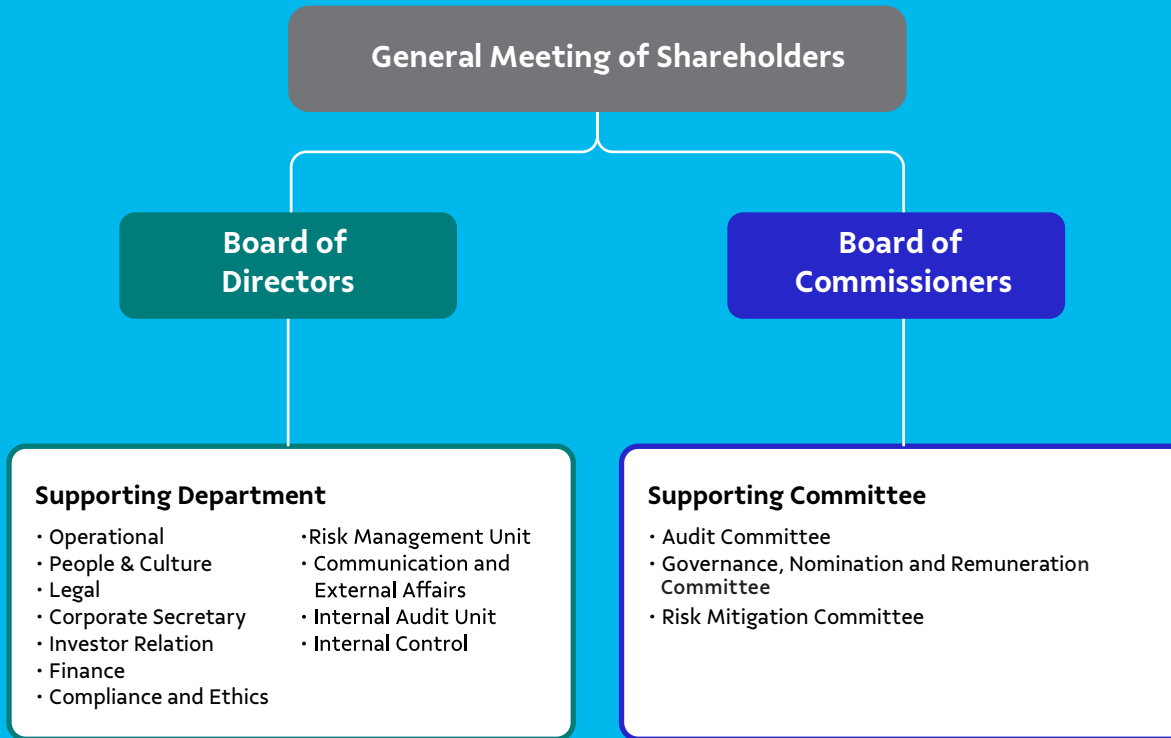 General Meeting of Shareholders
Board of
Directors
Board of
Commissioners
Supporting Department
· Operational
· People & Culture
· Legal
· Corporate Secretary
· Investor Relation
· Finance
· Compliance and Ethics
·Risk Management Unit
· Communication and
External Affairs
· Internal Audit Unit
· Internal Control
Supporting Committee
· Audit Committee
· Governance, Nomination and Remuneration
Committee
· Risk Mitigation Committee